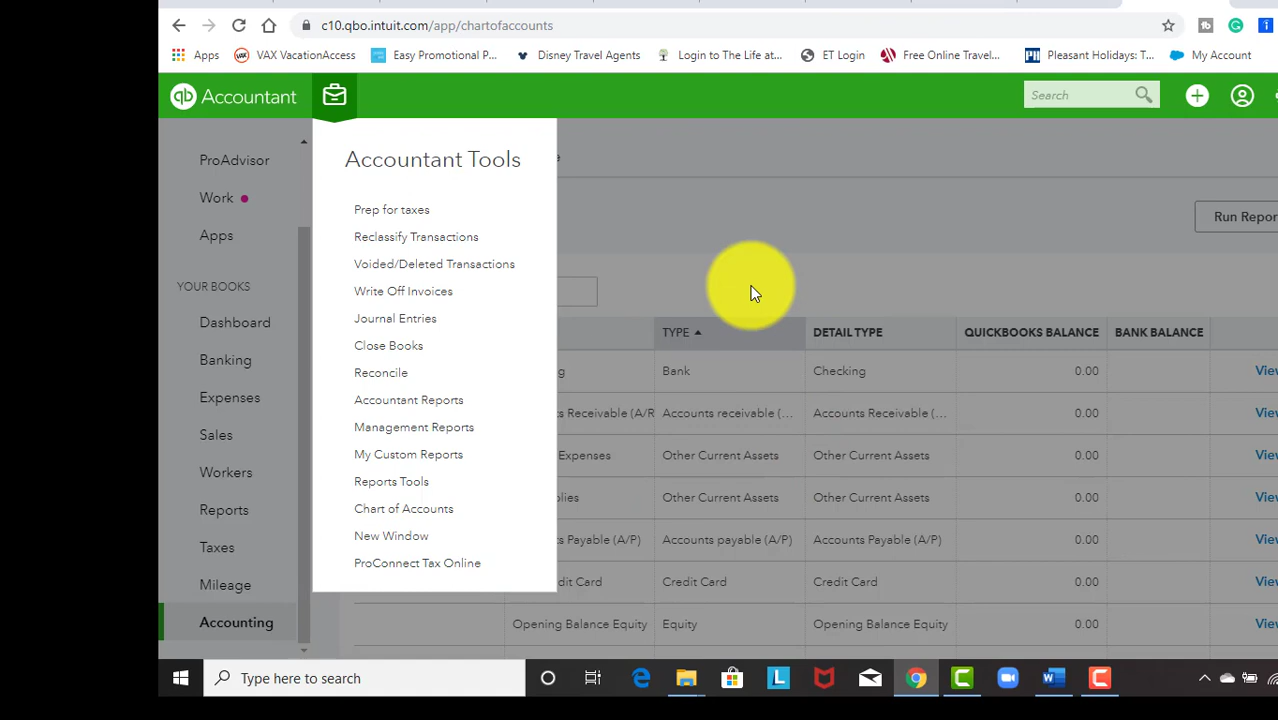 c10.qbo.intuit.com/app/chartofaccounts
Apps VAX VacationAccess Easy Promotional P... Disney Travel Agents Login to The Life at... ET Login Free Online Travel... Pleasant Holidays: T... My Account
qb Accountant
Search
Accountant Tools
Prep for taxes
Reclassify Transactions
Voided/Deleted Transactions
Write Off Invoices
Journal Entries
Close Books
Reconcile
Accountant Reports
Management Reports
My Custom Reports
Reports Tools
Chart of Accounts
New Window
ProConnect Tax Online
ProAdvisor
Work
Apps
YOUR BOOKS
Dashboard
Banking
Expenses
Sales
Workers
Reports
Taxes
Mileage
Accounting
Run Repor
TYPE DETAIL TYPE QUICKBOOKS BALANCE BANK BALANCE
g Bank Checking 0.00 View
ts Receivable (A/R Accounts receivable (... Accounts Receivable (... 0.00 View
Expenses Other Current Assets Other Current Assets 0.00 View
plies Other Current Assets Other Current Assets 0.00 View
ts Payable (A/P) Accounts payable (A/P) Accounts Payable (A/P) 0.00 View
dit Card Credit Card Credit Card 0.00 View
Opening Balance Equity Equity Opening Balance Equity 0.00 View
Type here to search